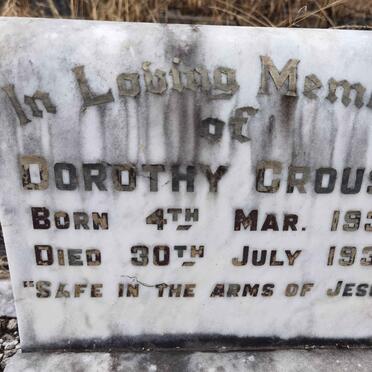 In Loving Mem
of
DOROTHY CROUS
BORN 4TH MAR. 193
DIED 30TH JULY 193
"SAFE IN THE ARMS OF JES